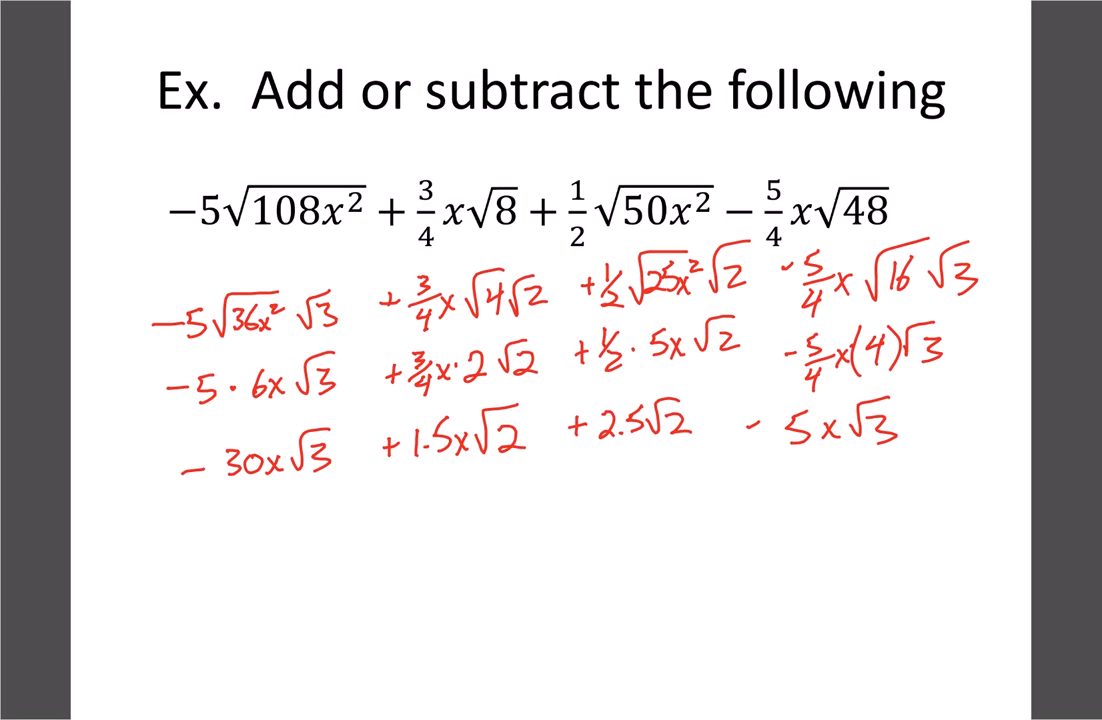 Ex. Add or subtract the following
−5√108x² + 3/4 x√8 + 1/2 √50x² − 5/4 x√48
−5√36x² √3 + 3/4 x √4 √2 + 1/2 √25x² √2 - 5/4 x √16 √3
−5 · 6x √3 + 3/4 x · 2 √2 + 1/2 · 5x √2 - 5/4 x(4)√3
− 30x√3 + 1.5x√2 + 2.5√2 - 5x√3